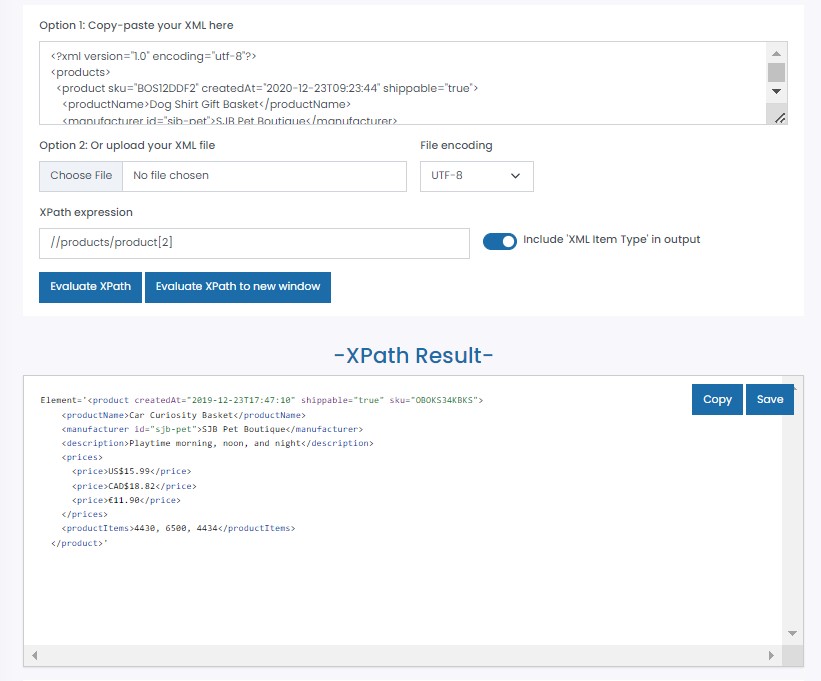 Option 1: Copy-paste your XML here
<?xml version="1.0" encoding="utf-8"?>
<products>
<product sku="BOS12DDF2" createdAt="2020-12-23T09:23:44" shippable="true">
<productName>Dog Shirt Gift Basket</productName>
<manufacturer id="sjb-pet">SJB Pet Boutique</manufacturer>
Option 2: Or upload your XML file
File encoding
Choose File No file chosen
UTF-8
XPath expression
//products/product[2]
Include 'XML Item Type' in output
Evaluate XPath
Evaluate XPath to new window
-XPath Result-
Copy
Save
Element='<product createdAt="2019-12-23T17:47:10" shippable="true" sku="OBOKS34KBKS">
<productName>Car Curiosity Basket</productName>
<manufacturer id="sjb-pet">SJB Pet Boutique</manufacturer>
<description>Playtime morning, noon, and night</description>
<prices>
<price>US$15.99</price>
<price>CAD$18.82</price>
<price>€11.90</price>
</prices>
<productItems>4430, 6500, 4434</productItems>
</product>'